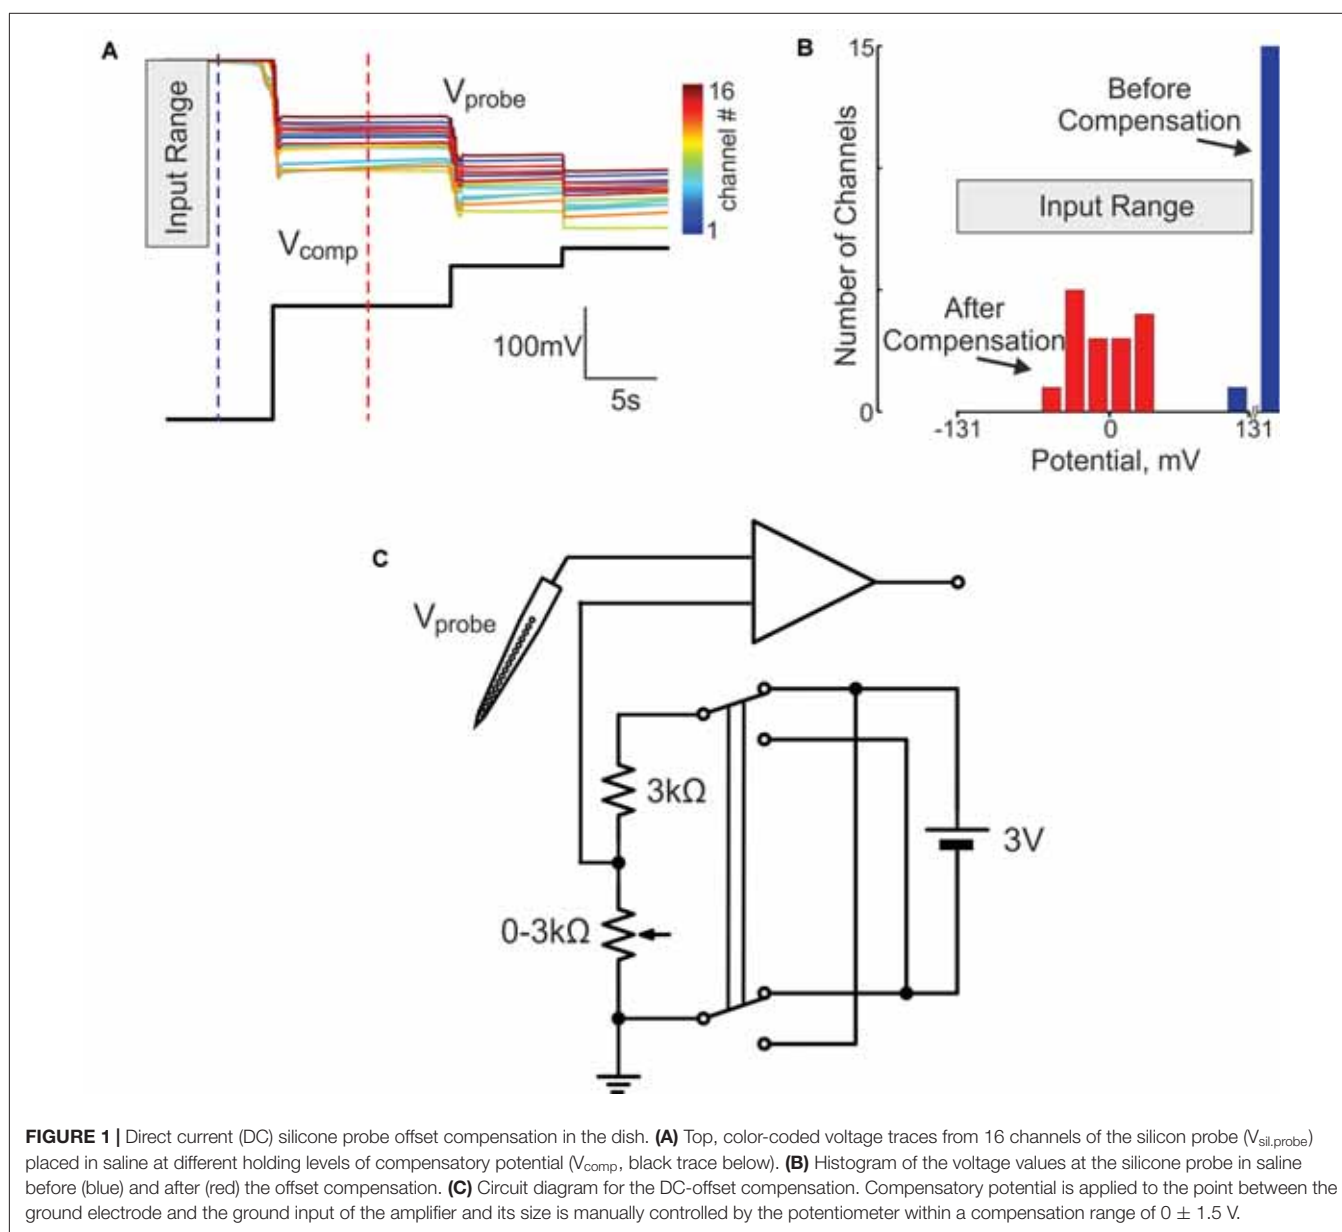 A
Input Range
Vprobe
Vcomp
16
channel #
1
100mV
5s
B
15
Number of Channels
0
Before
Compensation
Input Range
After
Compensation
-131
0
131
Potential, mV
C
Vprobe
3kΩ
0-3kΩ
3V
FIGURE 1 | Direct current (DC) silicone probe offset compensation in the dish. (A) Top, color-coded voltage traces from 16 channels of the silicon probe (Vsil.probe)
placed in saline at different holding levels of compensatory potential (Vcomp, black trace below). (B) Histogram of the voltage values at the silicone probe in saline
before (blue) and after (red) the offset compensation. (C) Circuit diagram for the DC-offset compensation. Compensatory potential is applied to the point between the
ground electrode and the ground input of the amplifier and its size is manually controlled by the potentiometer within a compensation range of 0 ± 1.5 V.